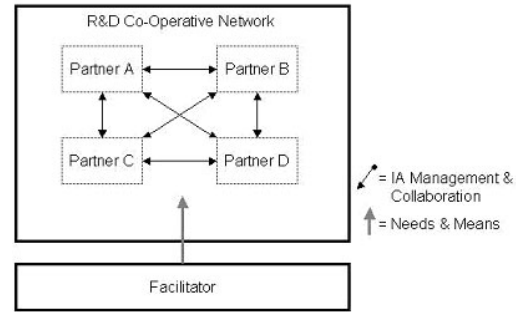 R&D Co-Operative Network
Partner A
Partner B
Partner C
Partner D
= IA Management &
Collaboration
= Needs & Means
Facilitator